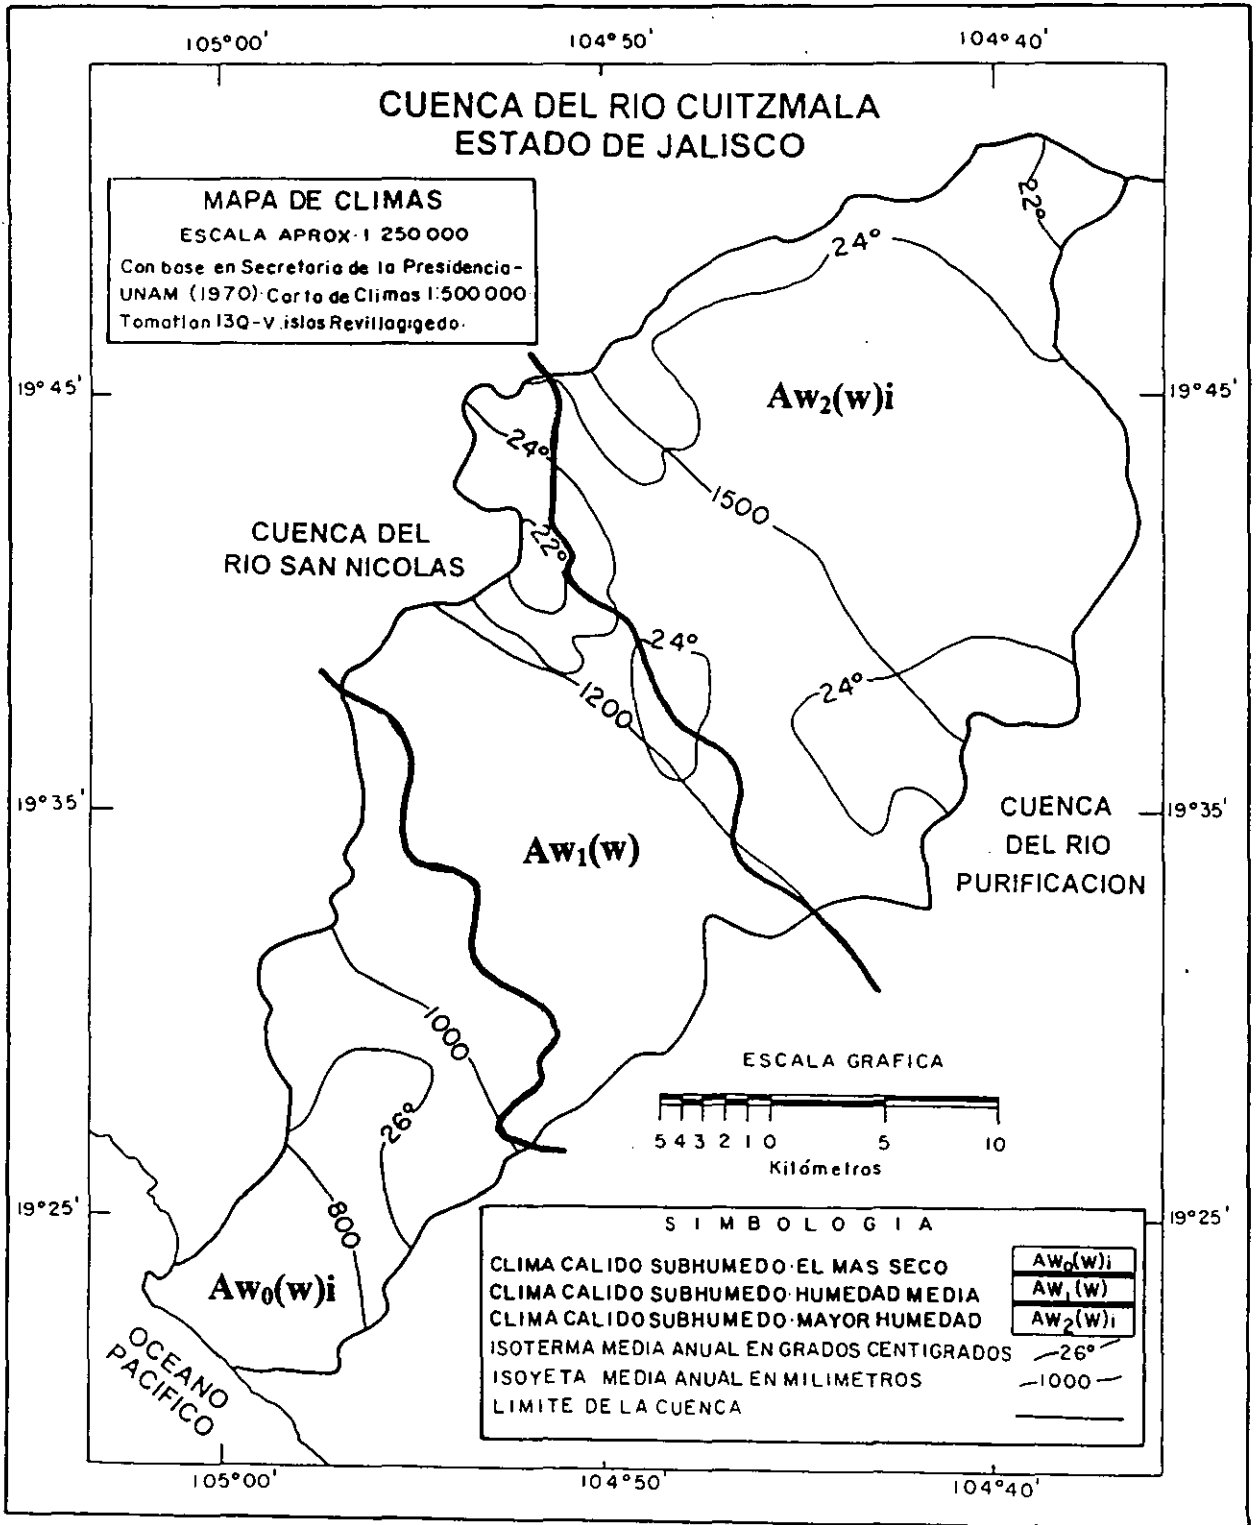 105°00'
104°50'
104°40'
CUENCA DEL RIO CUITZMALA
ESTADO DE JALISCO
MAPA DE CLIMAS
ESCALA APROX·1 250 000
Con base en Secretaria de la Presidencia-
UNAM (1970)·Carta de Climas 1:500 000
Tomatlan 13Q-V.islas Revillagigedo.
22°
24°
19°45'
19°45'
Aw₂(w)i
24°
1500
22°
CUENCA DEL
RIO SAN NICOLAS
24°
24°
1200
19°35'
19°35'
CUENCA
DEL RIO
PURIFICACION
Aw₁(w)
1000
26°
ESCALA GRAFICA
5 4 3 2 1 0 5 10
Kilómetros
19°25'
19°25'
800
Aw₀(w)i
OCEANO
PACIFICO
SIMBOLOGIA
CLIMA CALIDO SUBHUMEDO·EL MAS SECO Aw₀(w)i
CLIMA CALIDO SUBHUMEDO·HUMEDAD MEDIA Aw₁(w)
CLIMA CALIDO SUBHUMEDO·MAYOR HUMEDAD Aw₂(w)i
ISOTERMA MEDIA ANUAL EN GRADOS CENTIGRADOS 26°
ISOYETA MEDIA ANUAL EN MILIMETROS 1000
LIMITE DE LA CUENCA
105°00'
104°50'
104°40'